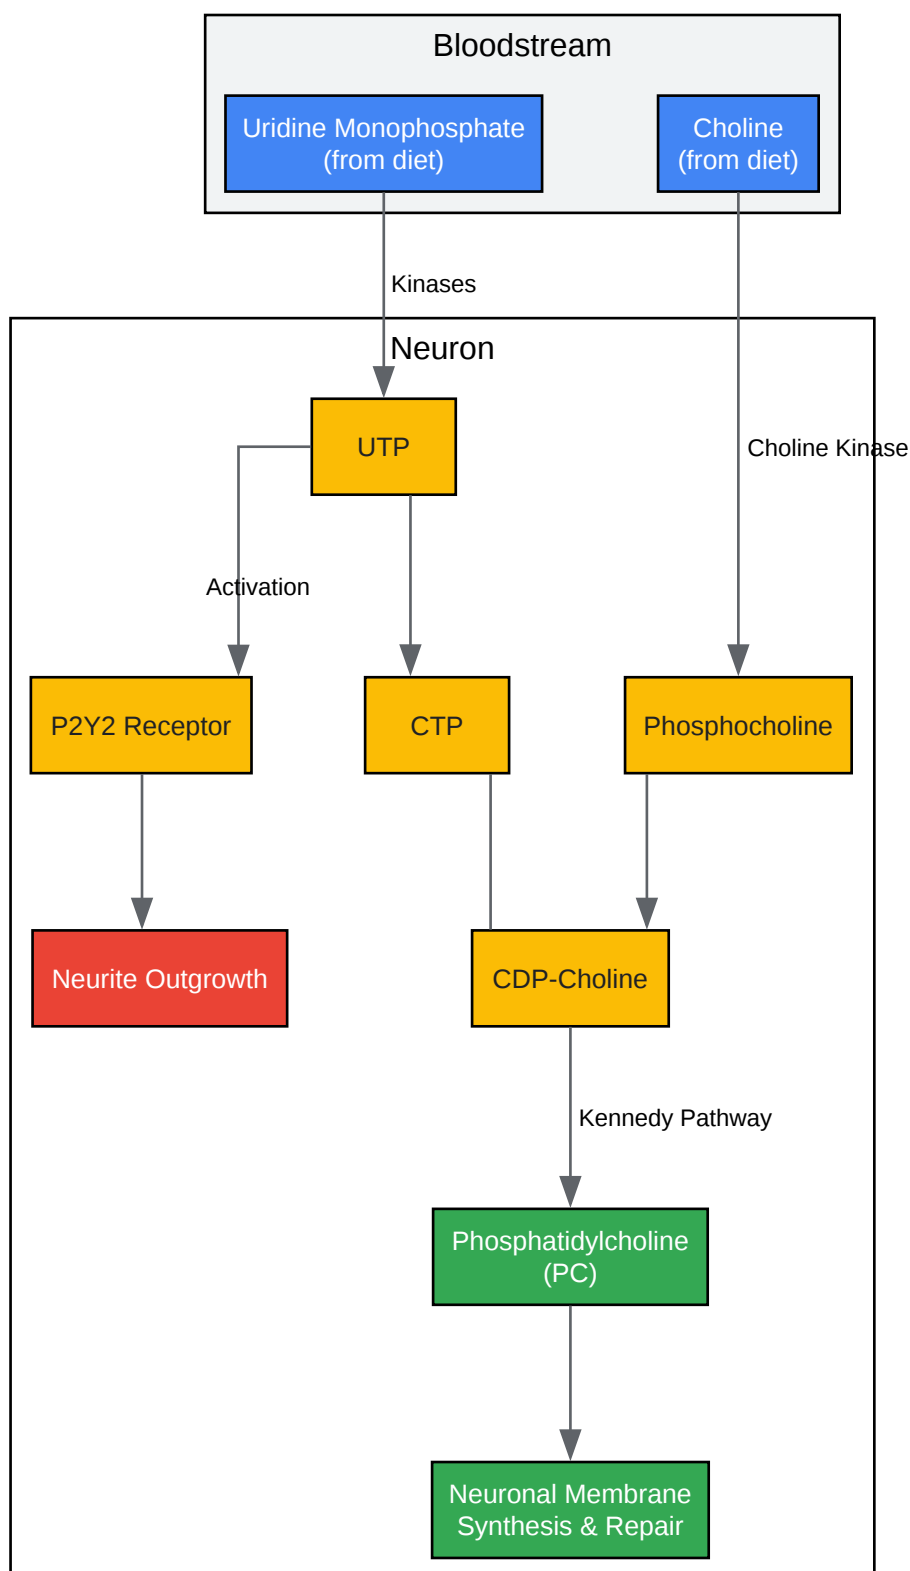 Bloodstream
Uridine Monophosphate
(from diet)
Choline
(from diet)
Kinases
Neuron
UTP
Choline Kinase
Activation
P2Y2 Receptor
CTP
Phosphocholine
Neurite Outgrowth
CDP-Choline
Kennedy Pathway
Phosphatidylcholine
(PC)
Neuronal Membrane
Synthesis & Repair